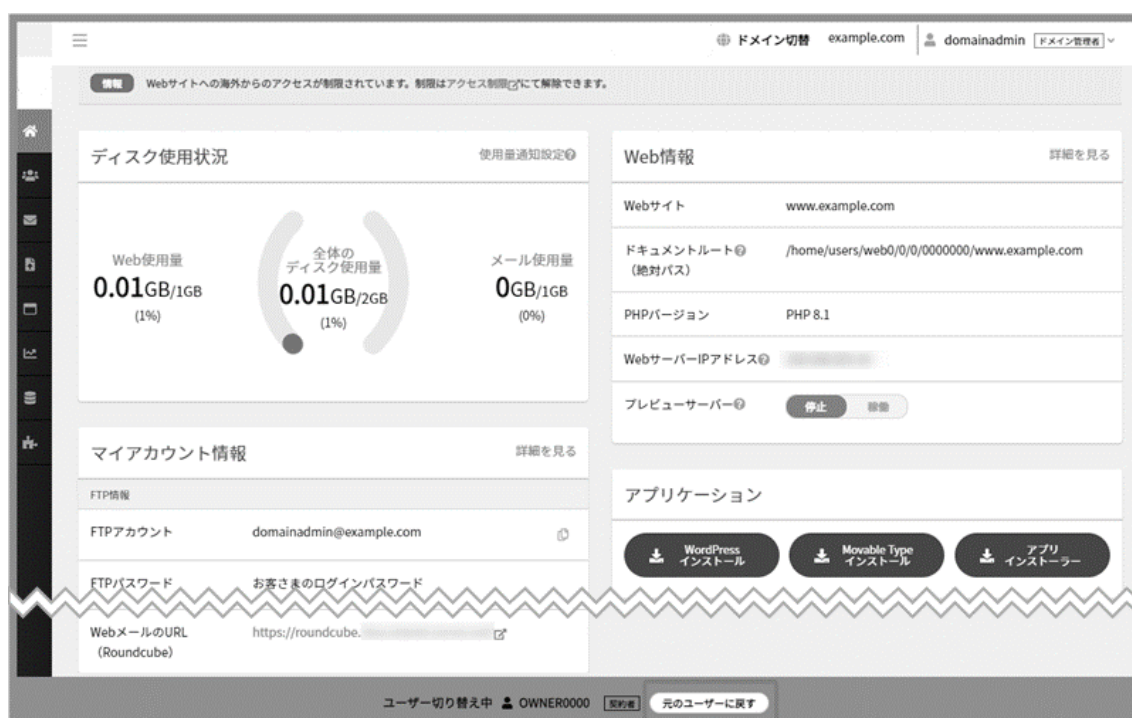 ドメイン切替 example.com domainadmin ドメイン管理者
情報 Webサイトへの海外からのアクセスが制限されています。制限はアクセス制限にて解除できます。
ディスク使用状況 使用量通知設定
Web使用量
0.01GB/1GB
(1%)
全体の
ディスク使用量
0.01GB/2GB
(1%)
メール使用量
0GB/1GB
(0%)
マイアカウント情報 詳細を見る
FTP情報
FTPアカウント domainadmin@example.com
FTPパスワード お客さまのログインパスワード
WebメールのURL https://roundcube.
(Roundcube)
Web情報 詳細を見る
Webサイト www.example.com
ドキュメントルート /home/users/web0/0/0/0000000/www.example.com
(絶対パス)
PHPバージョン PHP 8.1
WebサーバーIPアドレス
プレビューサーバー 停止 稼働
アプリケーション
WordPress
インストール
Movable Type
インストール
アプリ
インストーラー
ユーザー切り替え中 OWNER0000 契約者 元のユーザーに戻す